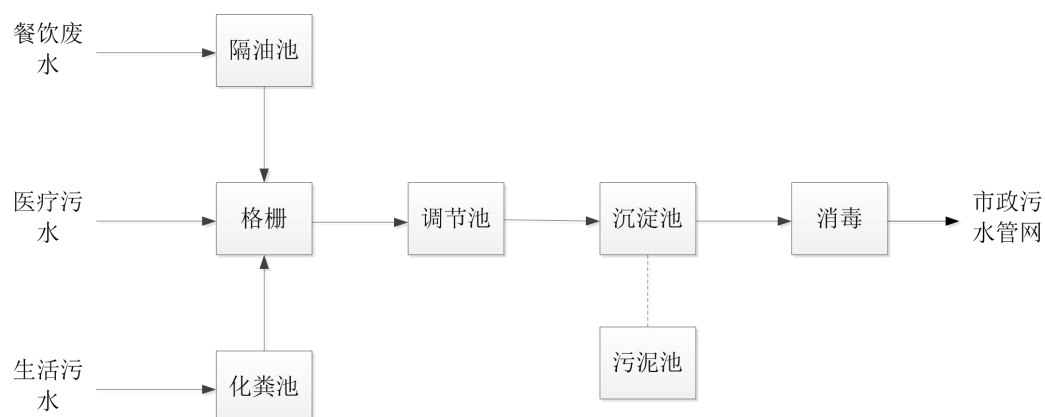 餐饮废
水
隔油池
医疗污
水
格栅
调节池
沉淀池
消毒
市政污
水管网
污泥池
生活污
水
化粪池